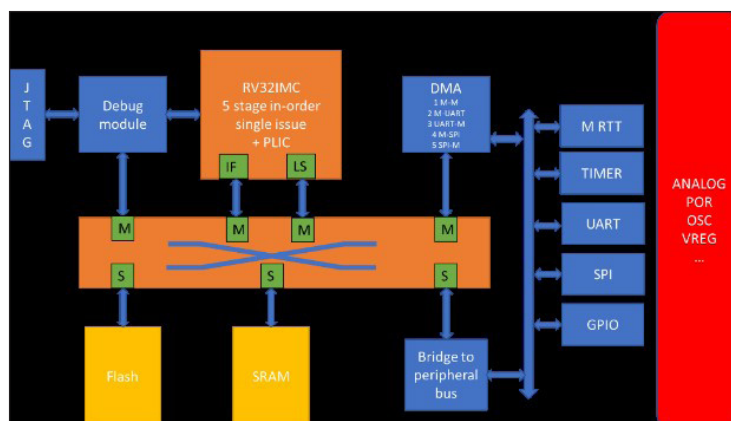 J
T
A
G
Debug
module
RV32IMC
5 stage in-order
single issue
+ PLIC
IF
LS
DMA
1 M-M
2 M-UART
3 UART-M
4 M-SPI
5 SPI-M
M RTT
TIMER
UART
SPI
GPIO
ANALOG
POR
OSC
VREG
...
M
M
M
M
S
S
S
Flash
SRAM
Bridge to
peripheral
bus